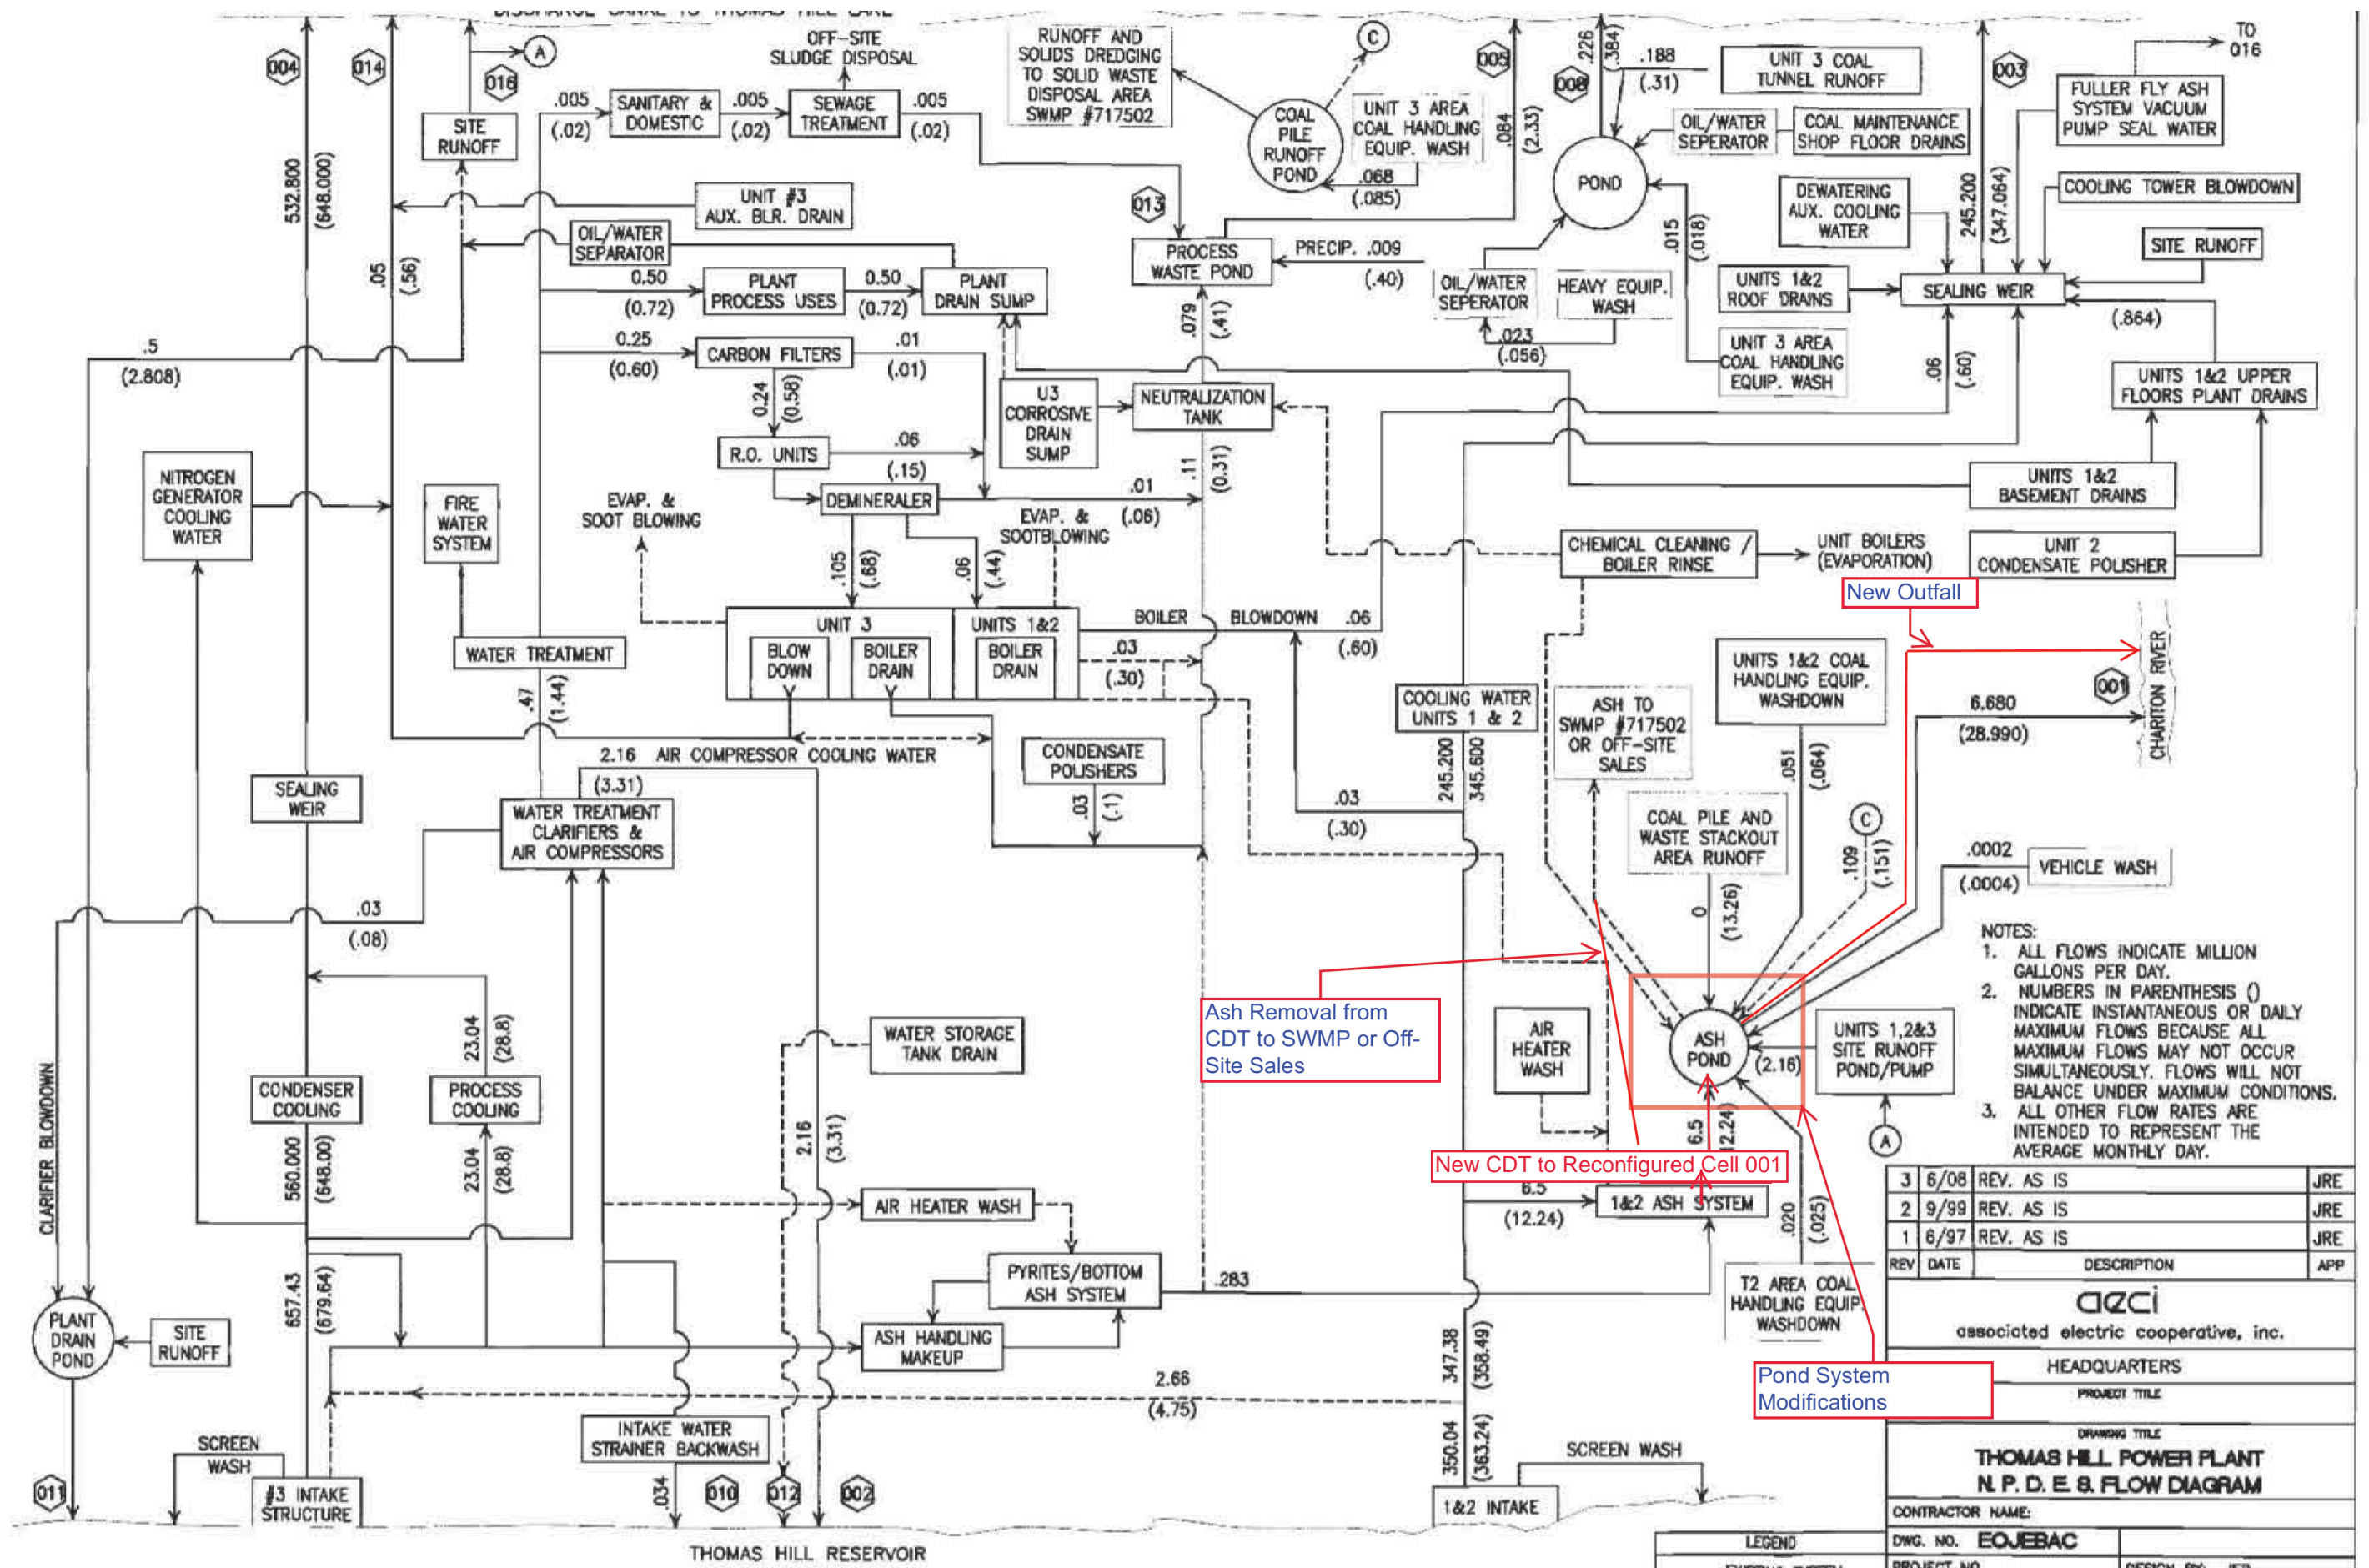 DISCHARGE CANAL TO THOMAS HILL LAKE
004
014
016
A
532.800
(648.000)
.05
(.56)
SITE
RUNOFF
OFF-SITE
SLUDGE DISPOSAL
.005
(.02)
SANITARY &
DOMESTIC
.005
(.02)
SEWAGE
TREATMENT
.005
(.02)
UNIT #3
AUX. BLR. DRAIN
OIL/WATER
SEPARATOR
0.50
(0.72)
PLANT
PROCESS USES
0.50
(0.72)
PLANT
DRAIN SUMP
0.25
(0.60)
CARBON FILTERS
.01
(.01)
0.24
(0.58)
R.O. UNITS
.06
(.15)
DEMINERALER
.01
(.06)
U3
CORROSIVE
DRAIN
SUMP
RUNOFF AND
SOLIDS DREDGING
TO SOLID WASTE
DISPOSAL AREA
SWMP #717502
C
COAL
PILE
RUNOFF
POND
UNIT 3 AREA
COAL HANDLING
EQUIP. WASH
.068
(.085)
005
.084
(2.33)
013
PROCESS
WASTE POND
PRECIP. .009
(.40)
.079
(.41)
NEUTRALIZATION
TANK
.11
(0.31)
008
.226
(.384)
.188
(.31)
UNIT 3 COAL
TUNNEL RUNOFF
OIL/WATER
SEPERATOR
COAL MAINTENANCE
SHOP FLOOR DRAINS
POND
.015
(.018)
OIL/WATER
SEPERATOR
HEAVY EQUIP.
WASH
.023
(.056)
UNIT 3 AREA
COAL HANDLING
EQUIP. WASH
003
TO
016
FULLER FLY ASH
SYSTEM VACUUM
PUMP SEAL WATER
DEWATERING
AUX. COOLING
WATER
245.200
(347.064)
COOLING TOWER BLOWDOWN
SITE RUNOFF
UNITS 1&2
ROOF DRAINS
SEALING WEIR
(.864)
.06
(.60)
UNITS 1&2 UPPER
FLOORS PLANT DRAINS
UNITS 1&2
BASEMENT DRAINS
UNIT 2
CONDENSATE POLISHER
CHEMICAL CLEANING /
BOILER RINSE
UNIT BOILERS
(EVAPORATION)
.5
(2.808)
NITROGEN
GENERATOR
COOLING
WATER
FIRE
WATER
SYSTEM
EVAP. &
SOOT BLOWING
EVAP. &
SOOTBLOWING
.105
(.68)
.06
(.44)
UNIT 3
BLOW
DOWN
BOILER
DRAIN
UNITS 1&2
BOILER
DRAIN
BOILER BLOWDOWN .06
(.60)
.03
(.30)
WATER TREATMENT
.47
(1.44)
2.16 AIR COMPRESSOR COOLING WATER
(3.31)
CONDENSATE
POLISHERS
.03
(.1)
SEALING
WEIR
WATER TREATMENT
CLARIFIERS &
AIR COMPRESSORS
.03
(.08)
COOLING WATER
UNITS 1 & 2
245.200
345.600
.03
(.30)
New Outfall
CHARITON RIVER
001
6.680
(28.990)
UNITS 1&2 COAL
HANDLING EQUIP.
WASHDOWN
.051
(.064)
ASH TO
SWMP #717502
OR OFF-SITE
SALES
COAL PILE AND
WASTE STACKOUT
AREA RUNOFF
0
(13.26)
C
.109
(.151)
.0002
(.0004)
VEHICLE WASH
Ash Removal from
CDT to SWMP or Off-
Site Sales
AIR
HEATER
WASH
ASH
POND
(2.16)
UNITS 1,2&3
SITE RUNOFF
POND/PUMP
A
6.5
12.24)
New CDT to Reconfigured Cell 001
6.5
(12.24)
1&2 ASH SYSTEM
.020
(.025)
T2 AREA COAL
HANDLING EQUIP.
WASHDOWN
Pond System
Modifications
NOTES:
1. ALL FLOWS INDICATE MILLION
GALLONS PER DAY.
2. NUMBERS IN PARENTHESIS ()
INDICATE INSTANTANEOUS OR DAILY
MAXIMUM FLOWS BECAUSE ALL
MAXIMUM FLOWS MAY NOT OCCUR
SIMULTANEOUSLY. FLOWS WILL NOT
BALANCE UNDER MAXIMUM CONDITIONS.
3. ALL OTHER FLOW RATES ARE
INTENDED TO REPRESENT THE
AVERAGE MONTHLY DAY.
CLARIFIER BLOWDOWN
CONDENSER
COOLING
560.000
(648.00)
23.04
(28.8)
PROCESS
COOLING
23.04
(28.8)
WATER STORAGE
TANK DRAIN
2.16
(3.31)
AIR HEATER WASH
PYRITES/BOTTOM
ASH SYSTEM
.283
ASH HANDLING
MAKEUP
657.43
(679.64)
PLANT
DRAIN
POND
SITE
RUNOFF
2.66
(4.75)
347.38
(358.49)
350.04
(363.24)
SCREEN
WASH
#3 INTAKE
STRUCTURE
011
INTAKE WATER
STRAINER BACKWASH
.034
010
012
002
SCREEN WASH
1&2 INTAKE
THOMAS HILL RESERVOIR
3 6/08 REV. AS IS JRE
2 9/99 REV. AS IS JRE
1 6/97 REV. AS IS JRE
REV DATE DESCRIPTION APP
aeci
associated electric cooperative, inc.
HEADQUARTERS
PROJECT TITLE
DRAWING TITLE
THOMAS HILL POWER PLANT
N. P. D. E. S. FLOW DIAGRAM
CONTRACTOR NAME:
LEGEND
DWG. NO. EOJEBAC